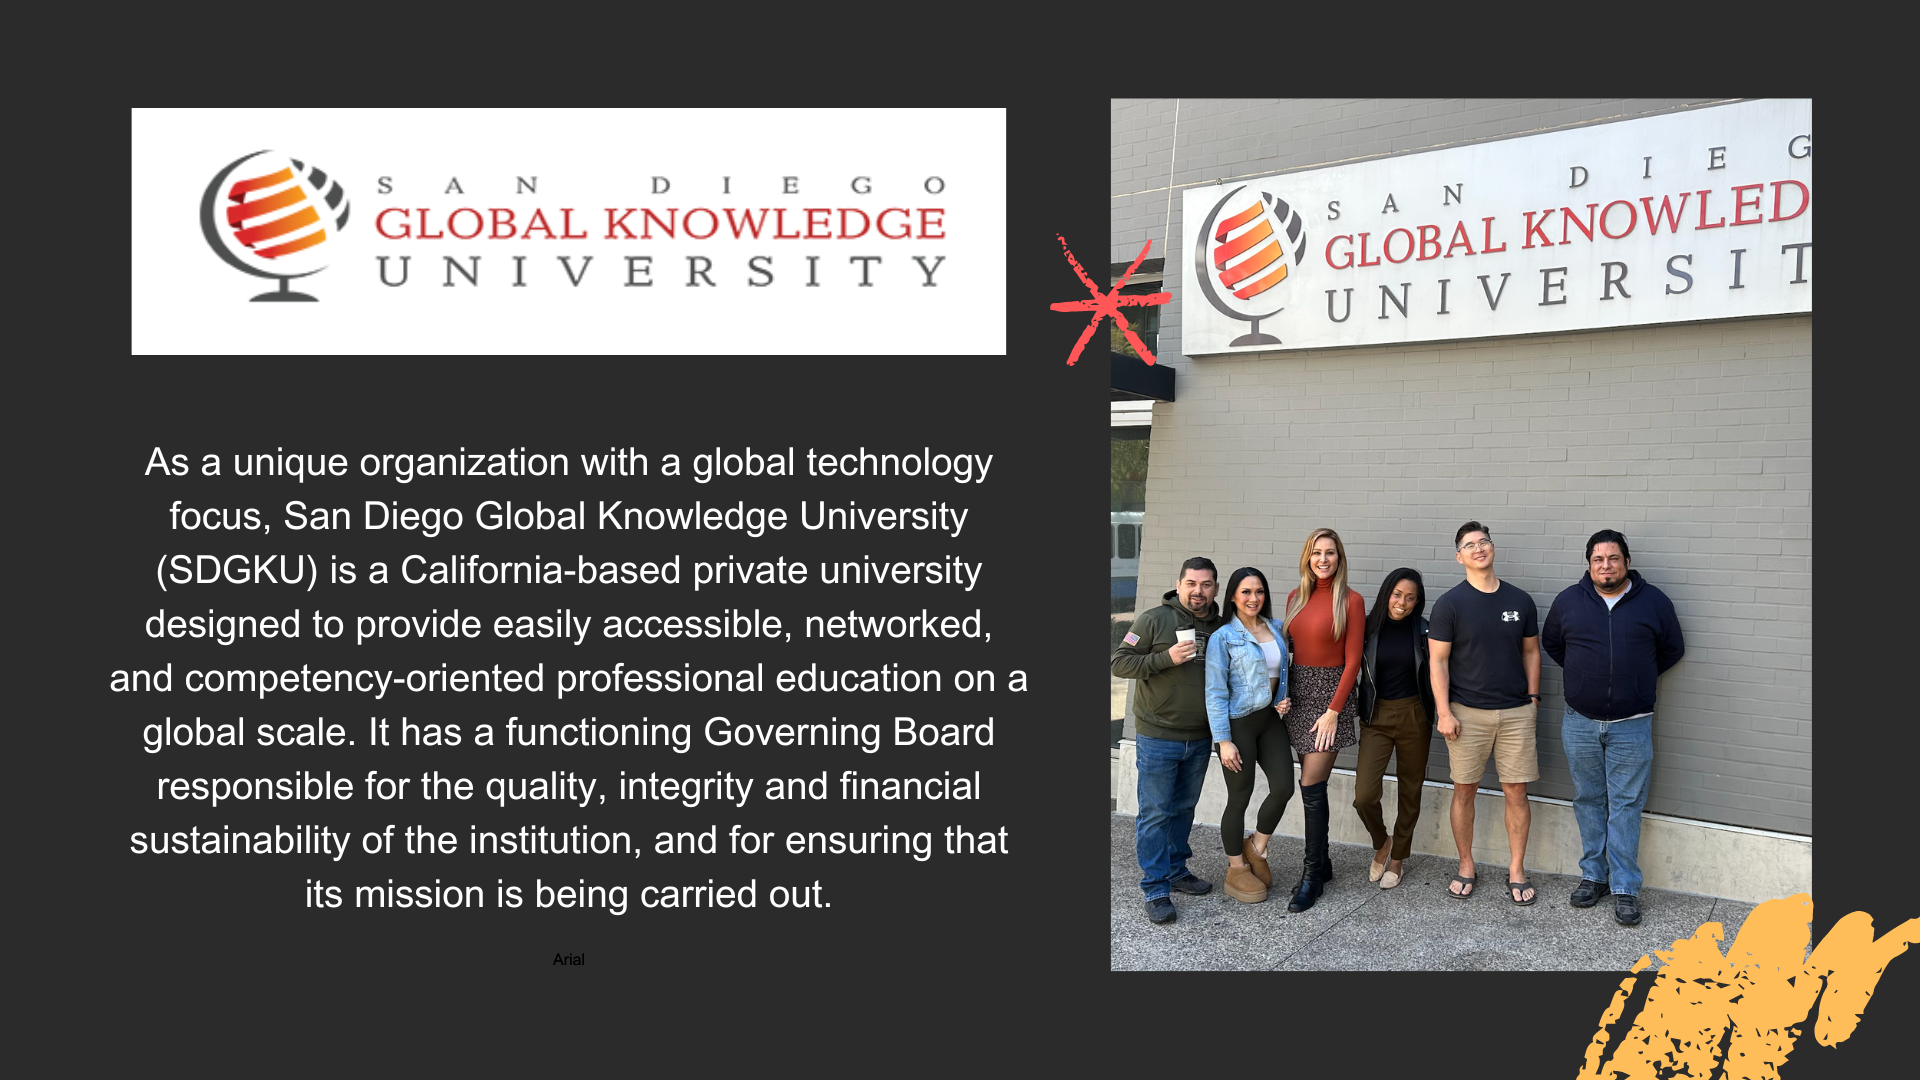 SAN DIEGO
GLOBAL KNOWLEDGE
UNIVERSITY
As a unique organization with a global technology
focus, San Diego Global Knowledge University
(SDGKU) is a California-based private university
designed to provide easily accessible, networked,
and competency-oriented professional education on a
global scale. It has a functioning Governing Board
responsible for the quality, integrity and financial
sustainability of the institution, and for ensuring that
its mission is being carried out.
Arial
SAN DIEG
GLOBAL KNOWLED
UNIVERSIT